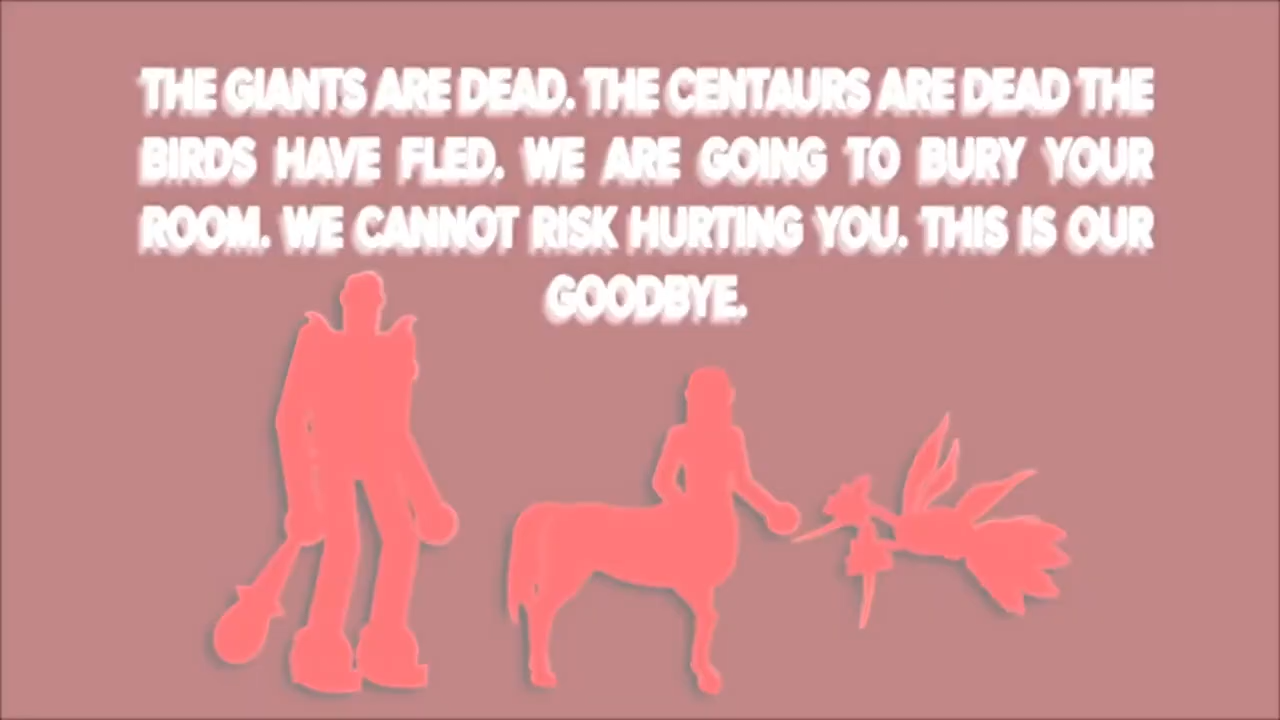 THE GIANTS ARE DEAD. THE CENTAURS ARE DEAD THE
BIRDS HAVE FLED. WE ARE GOING TO BURY YOUR
ROOM. WE CANNOT RISK HURTING YOU. THIS IS OUR
GOODBYE.